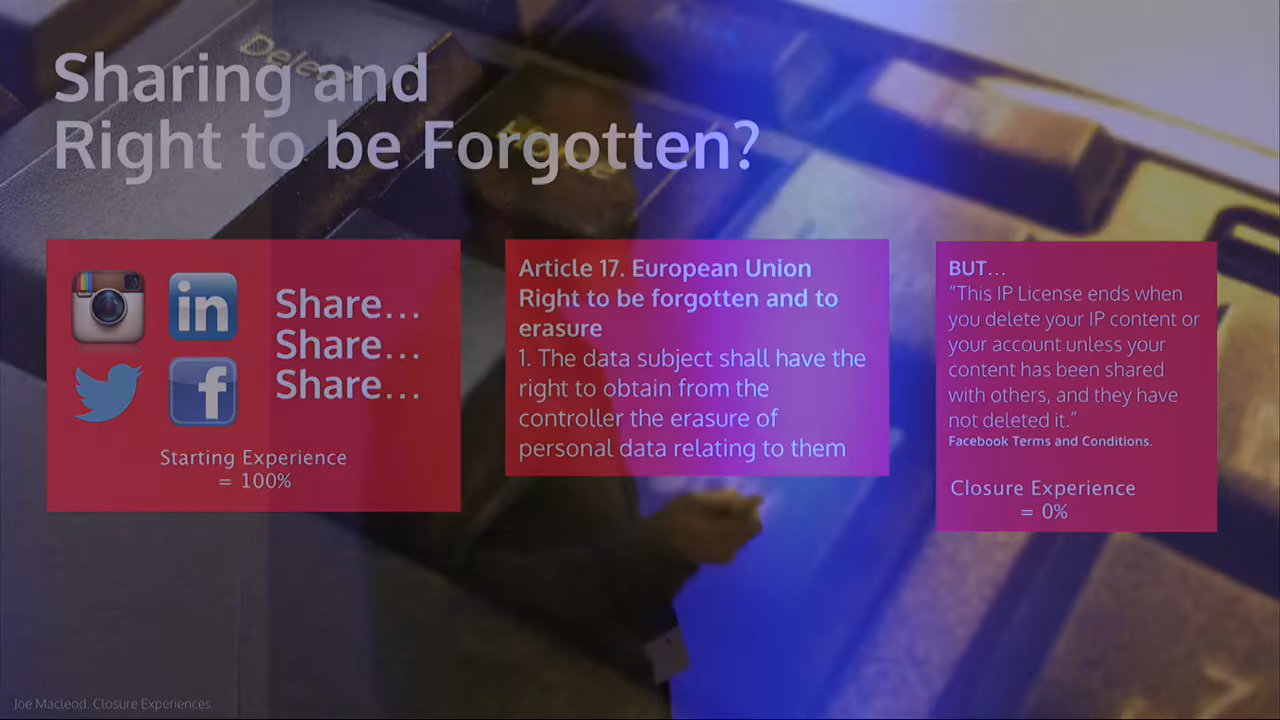 Sharing and
Right to be Forgotten?
Share...
Share...
Share...
Starting Experience
= 100%
Article 17. European Union
Right to be forgotten and to
erasure
1. The data subject shall have the
right to obtain from the
controller the erasure of
personal data relating to them
BUT...
“This IP License ends when
you delete your IP content or
your account unless your
content has been shared
with others, and they have
not deleted it.”
Facebook Terms and Conditions.
Closure Experience
= 0%
Joe Macleod. Closure Experiences.